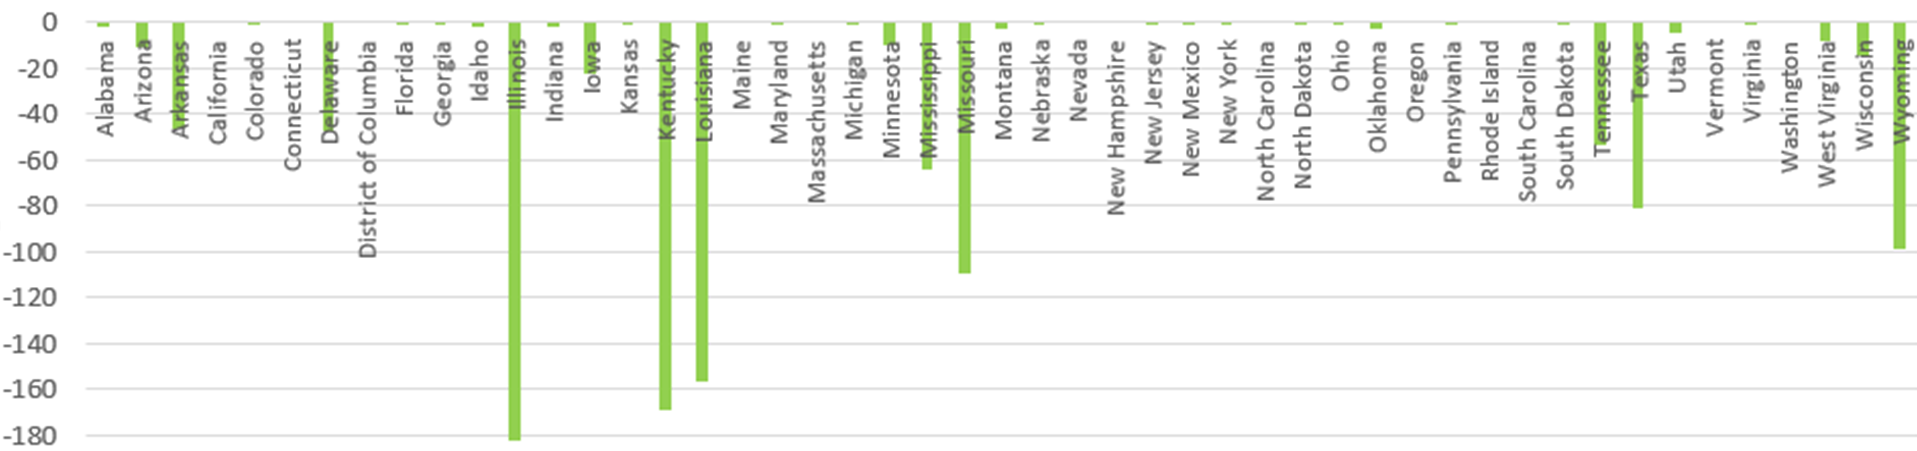 0
-20
-40
-60
-80
-100
-120
-140
-160
-180
Alabama
Arizona
Arkansas
California
Colorado
Connecticut
Delaware
District of Columbia
Florida
Georgia
Idaho
Illinois
Indiana
Iowa
Kansas
Kentucky
Louisiana
Maine
Maryland
Massachusetts
Michigan
Minnesota
Mississippi
Missouri
Montana
Nebraska
Nevada
New Hampshire
New Jersey
New Mexico
New York
North Carolina
North Dakota
Ohio
Oklahoma
Oregon
Pennsylvania
Rhode Island
South Carolina
South Dakota
Tennessee
Texas
Utah
Vermont
Virginia
Washington
West Virginia
Wisconsin
Wyoming